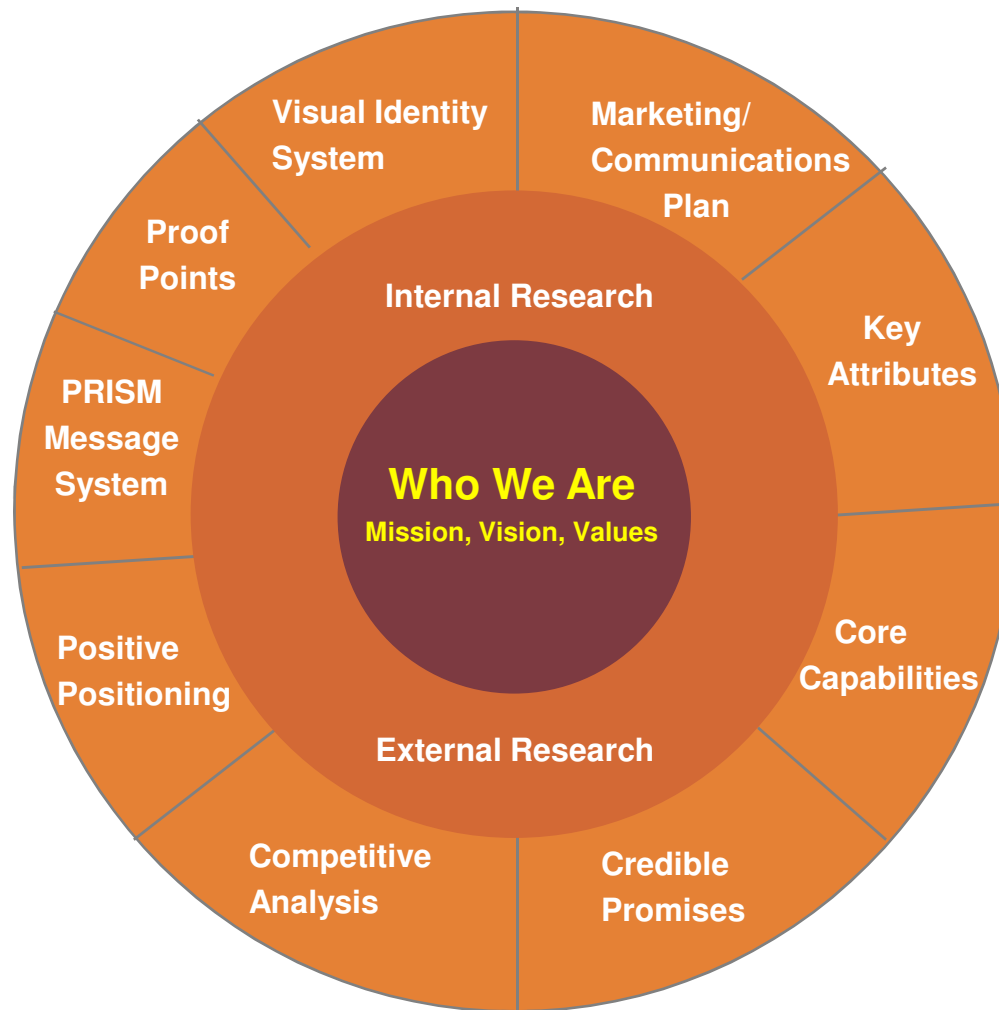 Visual Identity
System
Marketing/
Communications
Plan
Proof
Points
Internal Research
Key
Attributes
PRISM
Message
System
Who We Are
Mission, Vision, Values
Positive
Positioning
Core
Capabilities
External Research
Competitive
Analysis
Credible
Promises